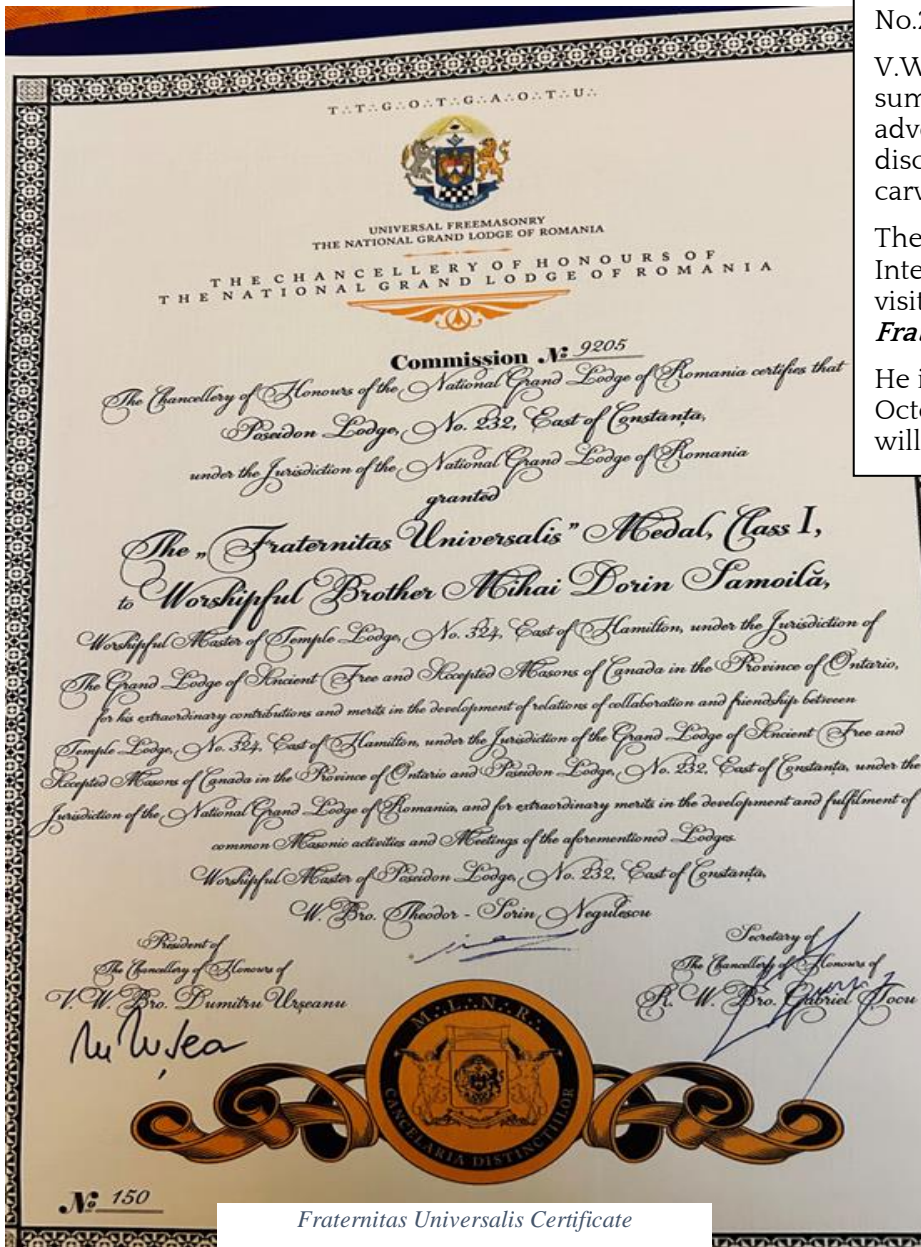 T∴T∴G∴O∴T∴G∴A∴O∴T∴U∴
UNIVERSAL FREEMASONRY
THE NATIONAL GRAND LODGE OF ROMANIA
THE CHANCELLERY OF HONOURS OF
THE NATIONAL GRAND LODGE OF ROMANIA
Commission № 9205
The Chancellery of Honours of the National Grand Lodge of Romania certifies that
Poseidon Lodge, No. 232, East of Constanța,
under the Jurisdiction of the National Grand Lodge of Romania
granted
The „Fraternitas Universalis” Medal, Class I,
to Worshipful Brother Mihai Dorin Samoilă,
Worshipful Master of Temple Lodge, No. 324, East of Hamilton, under the Jurisdiction of
The Grand Lodge of Ancient Free and Accepted Masons of Canada in the Province of Ontario,
for his extraordinary contributions and merits in the development of relations of collaboration and friendship between
Temple Lodge, No. 324, East of Hamilton, under the Jurisdiction of the Grand Lodge of Ancient Free and
Accepted Masons of Canada in the Province of Ontario and Poseidon Lodge, No. 232, East of Constanța, under the
Jurisdiction of the National Grand Lodge of Romania, and for extraordinary merits in the development and fulfilment of
common Masonic activities and Meetings of the aforementioned Lodges.
Worshipful Master of Poseidon Lodge, No. 232, East of Constanța,
W. Bro. Theodor - Sorin Negulescu
President of
The Chancellery of Honours of
V. W. Bro. Dumitru Urseanu
Secretary of
The Chancellery of Honours of
R. W. Bro. Gabriel Jocu
M∴L∴N∴R∴
CANCELARIA DISTINCTIILOR
№ 150
Fraternitas Universalis Certificate
No.2
V.W
The
visit
He i
will